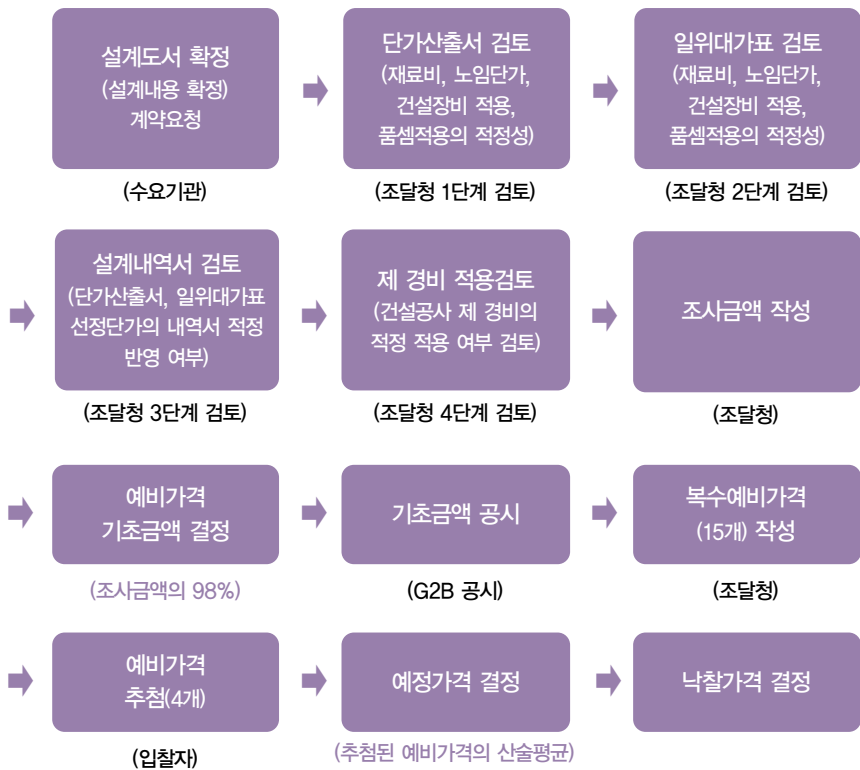 설계도서 확정
(설계내용 확정)
계약요청
(수요기관)
단가산출서 검토
(재료비, 노임단가,
건설장비 적용,
품셈적용의 적정성)
(조달청 1단계 검토)
일위대가표 검토
(재료비, 노임단가,
건설장비 적용,
품셈적용의 적정성)
(조달청 2단계 검토)
설계내역서 검토
(단가산출서, 일위대가표
선정단가의 내역서 적정
반영 여부)
(조달청 3단계 검토)
제 경비 적용검토
(건설공사 제 경비의
적정 적용 여부 검토)
(조달청 4단계 검토)
조사금액 작성
(조달청)
예비가격
기초금액 결정
(조사금액의 98%)
기초금액 공시
(G2B 공시)
복수예비가격
(15개) 작성
(조달청)
예비가격
추첨(4개)
(입찰자)
예정가격 결정
(추첨된 예비가격의 산술평균)
낙찰가격 결정